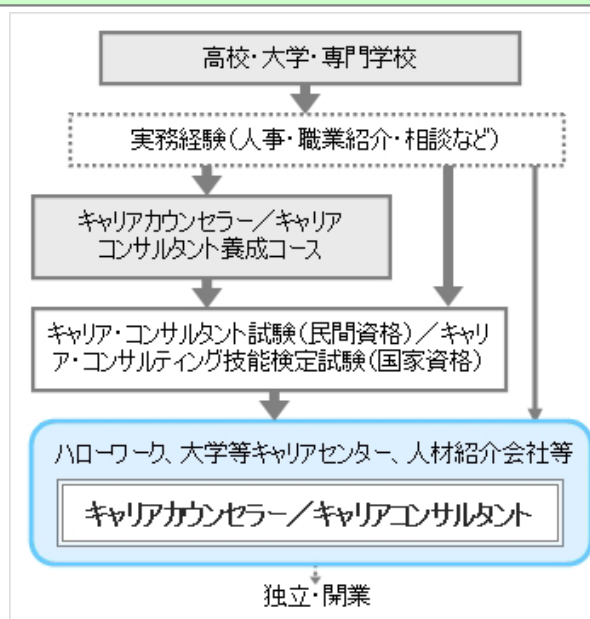 高校・大学・専門学校
実務経験(人事・職業紹介・相談など)
キャリアカウンセラー／キャリア
コンサルタント養成コース
キャリア・コンサルタント試験(民間資格)／キャリ
ア・コンサルティング技能検定試験(国家資格)
ハローワーク、大学等キャリアセンター、人材紹介会社等
キャリアカウンセラー／キャリアコンサルタント
独立・開業